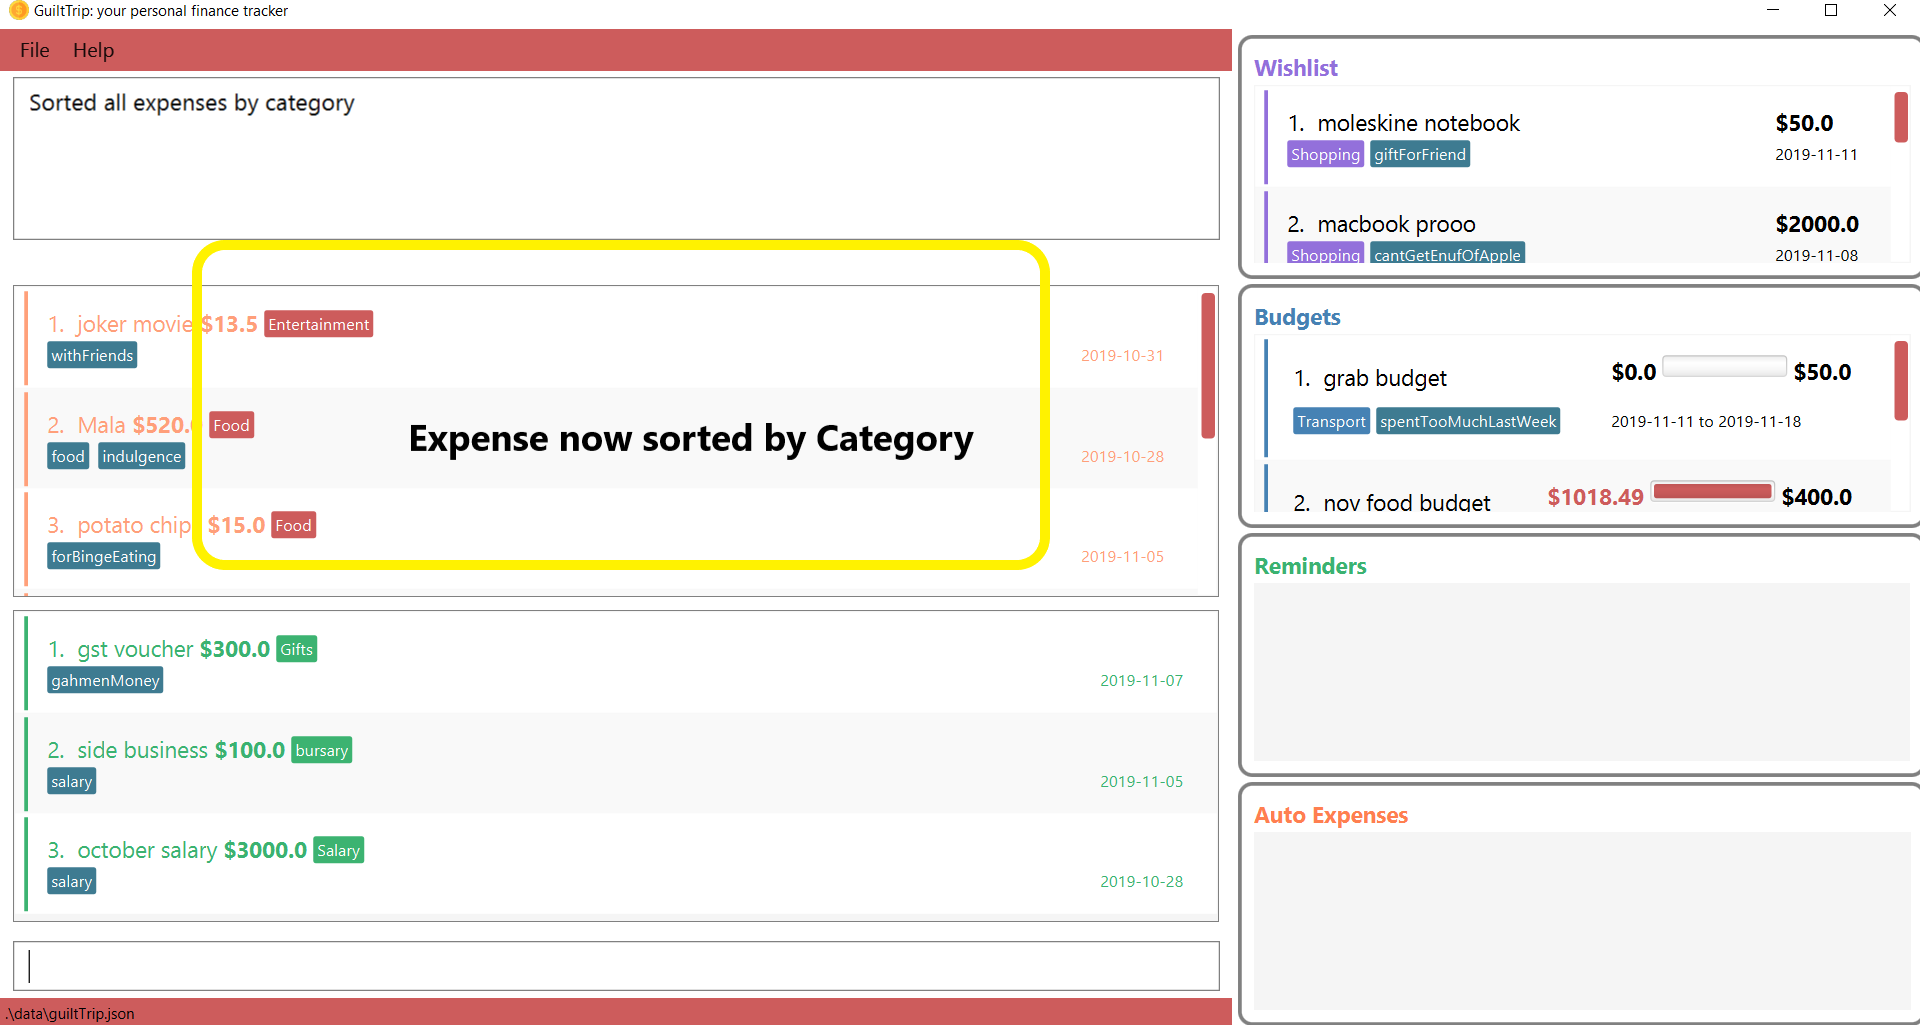 GuiltTrip: your personal finance tracker
File Help
Sorted all expenses by category
1. joker movie $13.5 Entertainment
withFriends
2019-10-31
2. Mala $520. Food
food indulgence
2019-10-28
Expense now sorted by Category
3. potato chip $15.0 Food
forBingeEating
2019-11-05
1. gst voucher $300.0 Gifts
gahmenMoney
2019-11-07
2. side business $100.0 bursary
salary
2019-11-05
3. october salary $3000.0 Salary
salary
2019-10-28
.\data\guiltTrip.json
Wishlist
1. moleskine notebook $50.0
Shopping giftForFriend 2019-11-11
2. macbook prooo $2000.0
Shopping cantGetEnufOfApple 2019-11-08
Budgets
1. grab budget $0.0 $50.0
Transport spentTooMuchLastWeek 2019-11-11 to 2019-11-18
2. nov food budget $1018.49 $400.0
Reminders
Auto Expenses